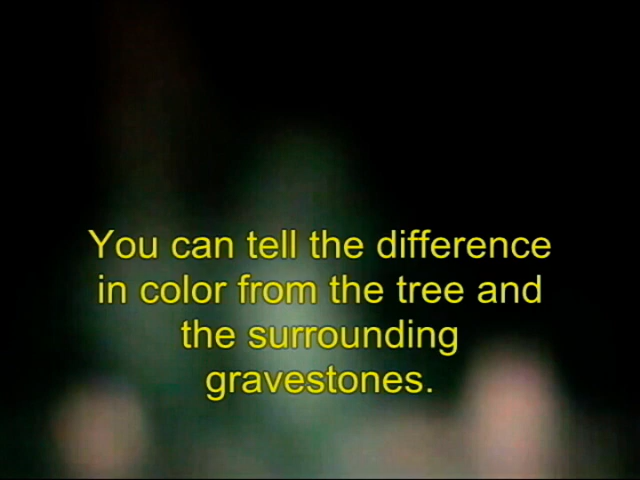 You can tell the difference
in color from the tree and
the surrounding
gravestones.